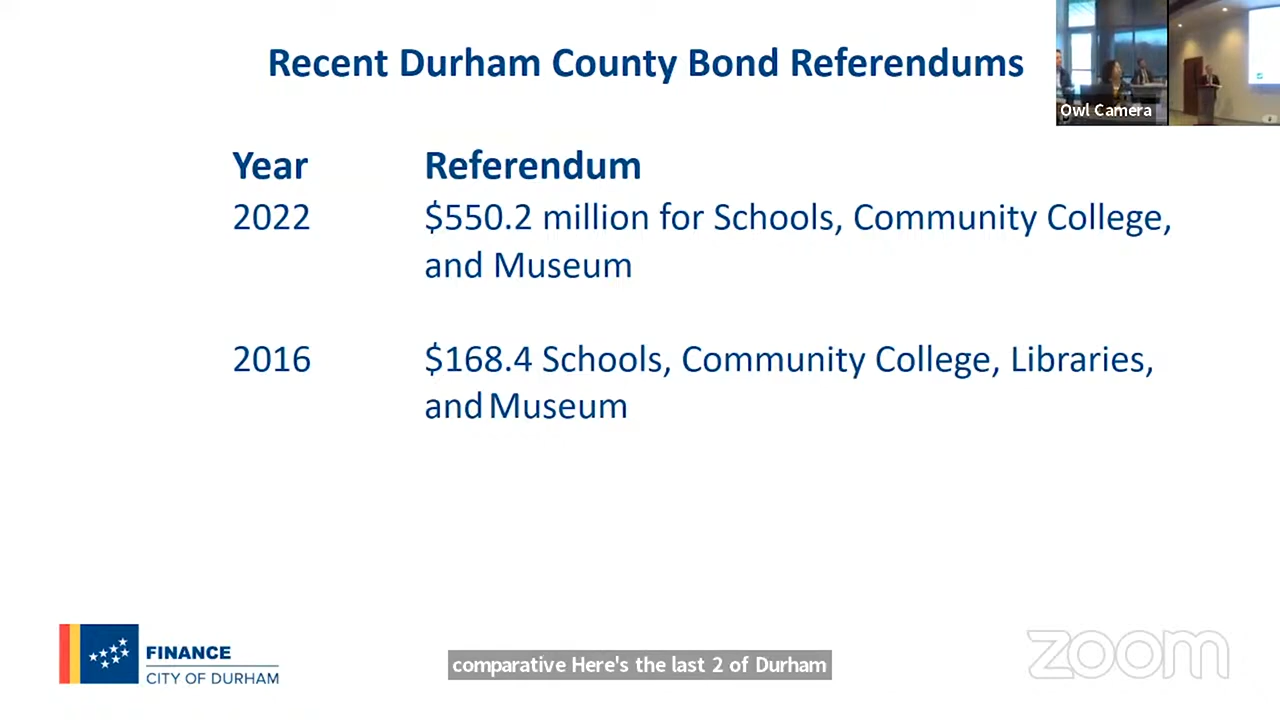 Recent Durham County Bond Referendums
Owl Camera
Year Referendum
2022 $550.2 million for Schools, Community College,
and Museum
2016 $168.4 Schools, Community College, Libraries,
and Museum
FINANCE
CITY OF DURHAM
comparative Here's the last 2 of Durham
zoom